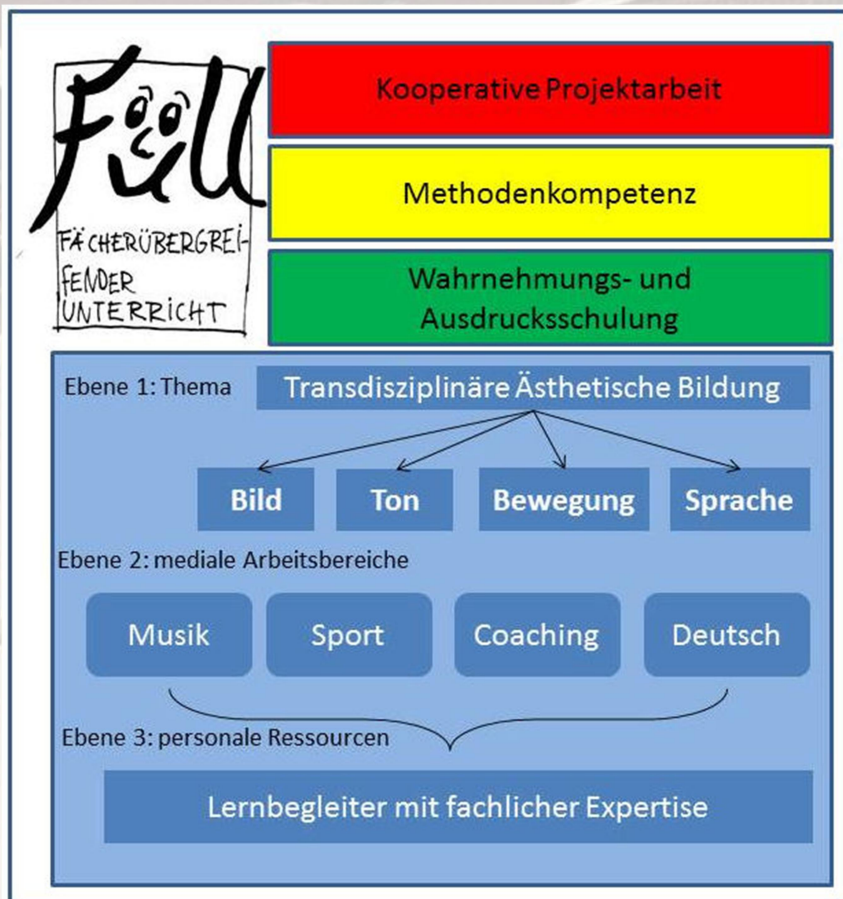 Füll
FÄCHERÜBERGREI-
FENDER
UNTERRICHT
Kooperative Projektarbeit
Methodenkompetenz
Wahrnehmungs- und
Ausdrucksschulung
Ebene 1: Thema
Transdisziplinäre Ästhetische Bildung
Bild
Ton
Bewegung
Sprache
Ebene 2: mediale Arbeitsbereiche
Musik
Sport
Coaching
Deutsch
Ebene 3: personale Ressourcen
Lernbegleiter mit fachlicher Expertise